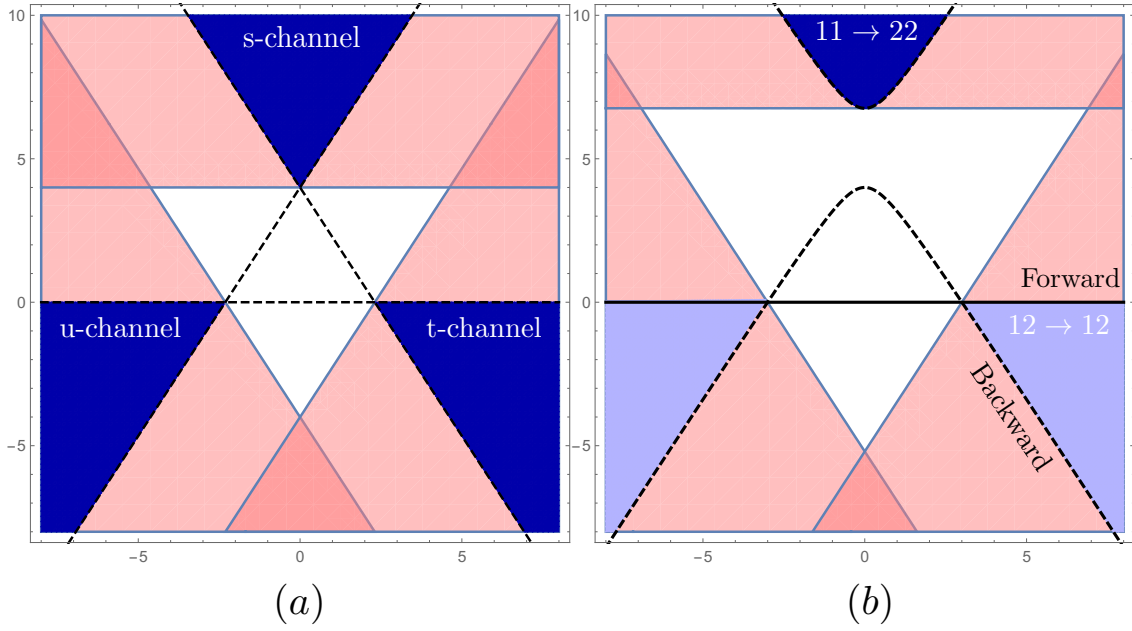 10
5
0
−5
−5
0
5
s-channel
u-channel
t-channel
(a)
10
5
0
−5
−5
0
5
11 → 22
Forward
12 → 12
Backward
(b)